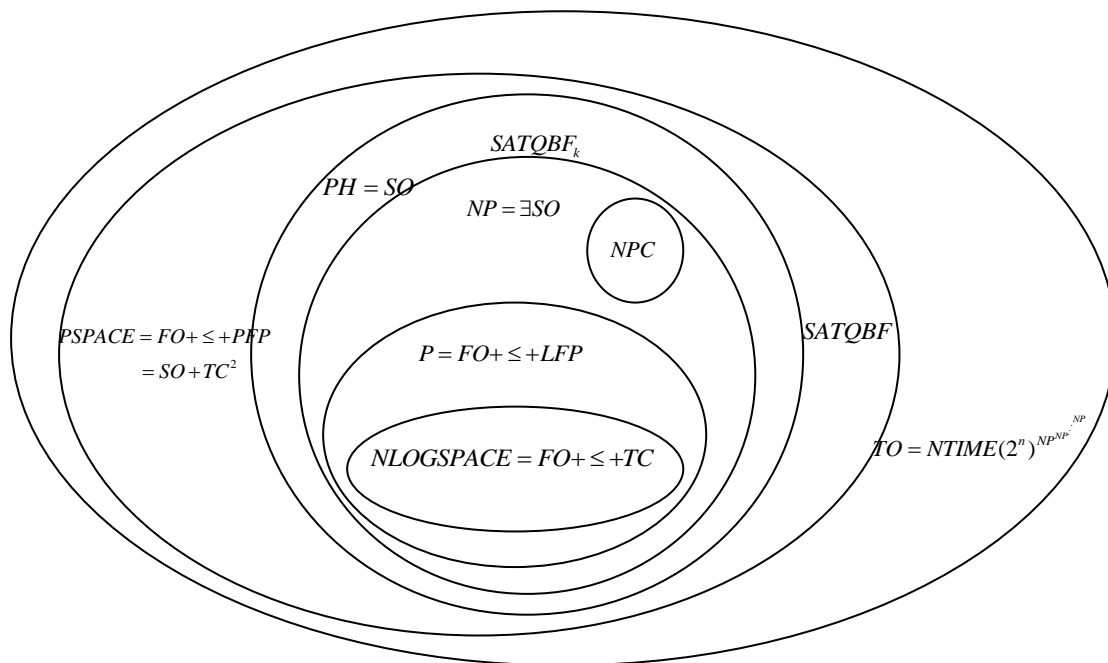 SATQBF_k
PH = SO
NP = ∃SO
NPC
PSPACE = FO+ ≤ +PFP
= SO+TC^2
SATQBF
P = FO+ ≤ +LFP
TO = NTIME(2^n)^{NP^{NP^{⋰^{NP}}}}
NLOGSPACE = FO+ ≤ +TC